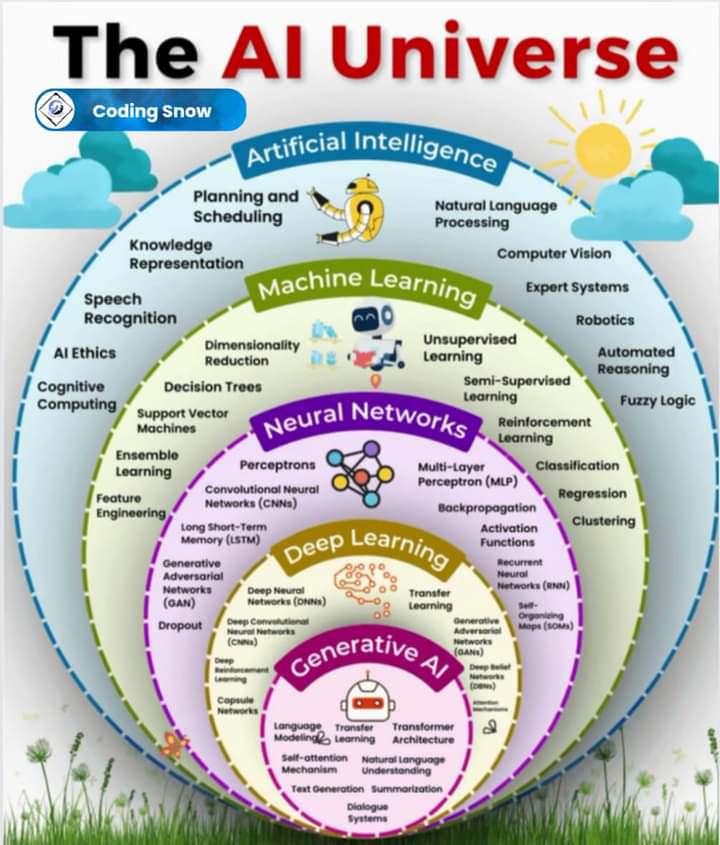 The AI Universe
Coding Snow
Artificial Intelligence
Planning and
Scheduling
Natural Language
Processing
Knowledge
Representation
Computer Vision
Speech
Recognition
Expert Systems
Robotics
AI Ethics
Automated
Reasoning
Cognitive
Computing
Fuzzy Logic
Machine Learning
Dimensionality
Reduction
Unsupervised
Learning
Decision Trees
Semi-Supervised
Learning
Support Vector
Machines
Reinforcement
Learning
Ensemble
Learning
Classification
Feature
Engineering
Regression
Clustering
Neural Networks
Perceptrons
Multi-Layer
Perceptron (MLP)
Convolutional Neural
Networks (CNNs)
Backpropagation
Long Short-Term
Memory (LSTM)
Activation
Functions
Generative
Adversarial
Networks
(GAN)
Recurrent
Neural
Networks (RNN)
Dropout
Self-
Organizing
Maps (SOMs)
Deep Learning
Deep Neural
Networks (DNNs)
Transfer
Learning
Deep Convolutional
Neural Networks
(CNNs)
Generative
Adversarial
Networks
(GANs)
Deep
Reinforcement
Learning
Deep Belief
Networks
(DBNs)
Capsule
Networks
Attention
Mechanisms
Generative AI
Language
Modeling
Transfer
Learning
Transformer
Architecture
Self-attention
Mechanism
Natural Language
Understanding
Text Generation
Summarization
Dialogue
Systems